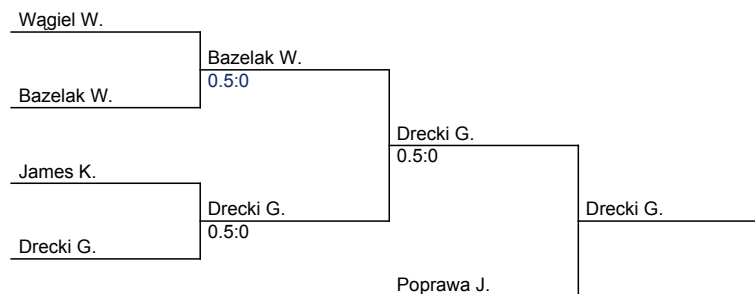 Wągiel W.
Bazelak W.
0.5:0
Bazelak W.
Drecki G.
0.5:0
James K.
Drecki G.
0.5:0
Drecki G.
Drecki G.
Poprawa J.